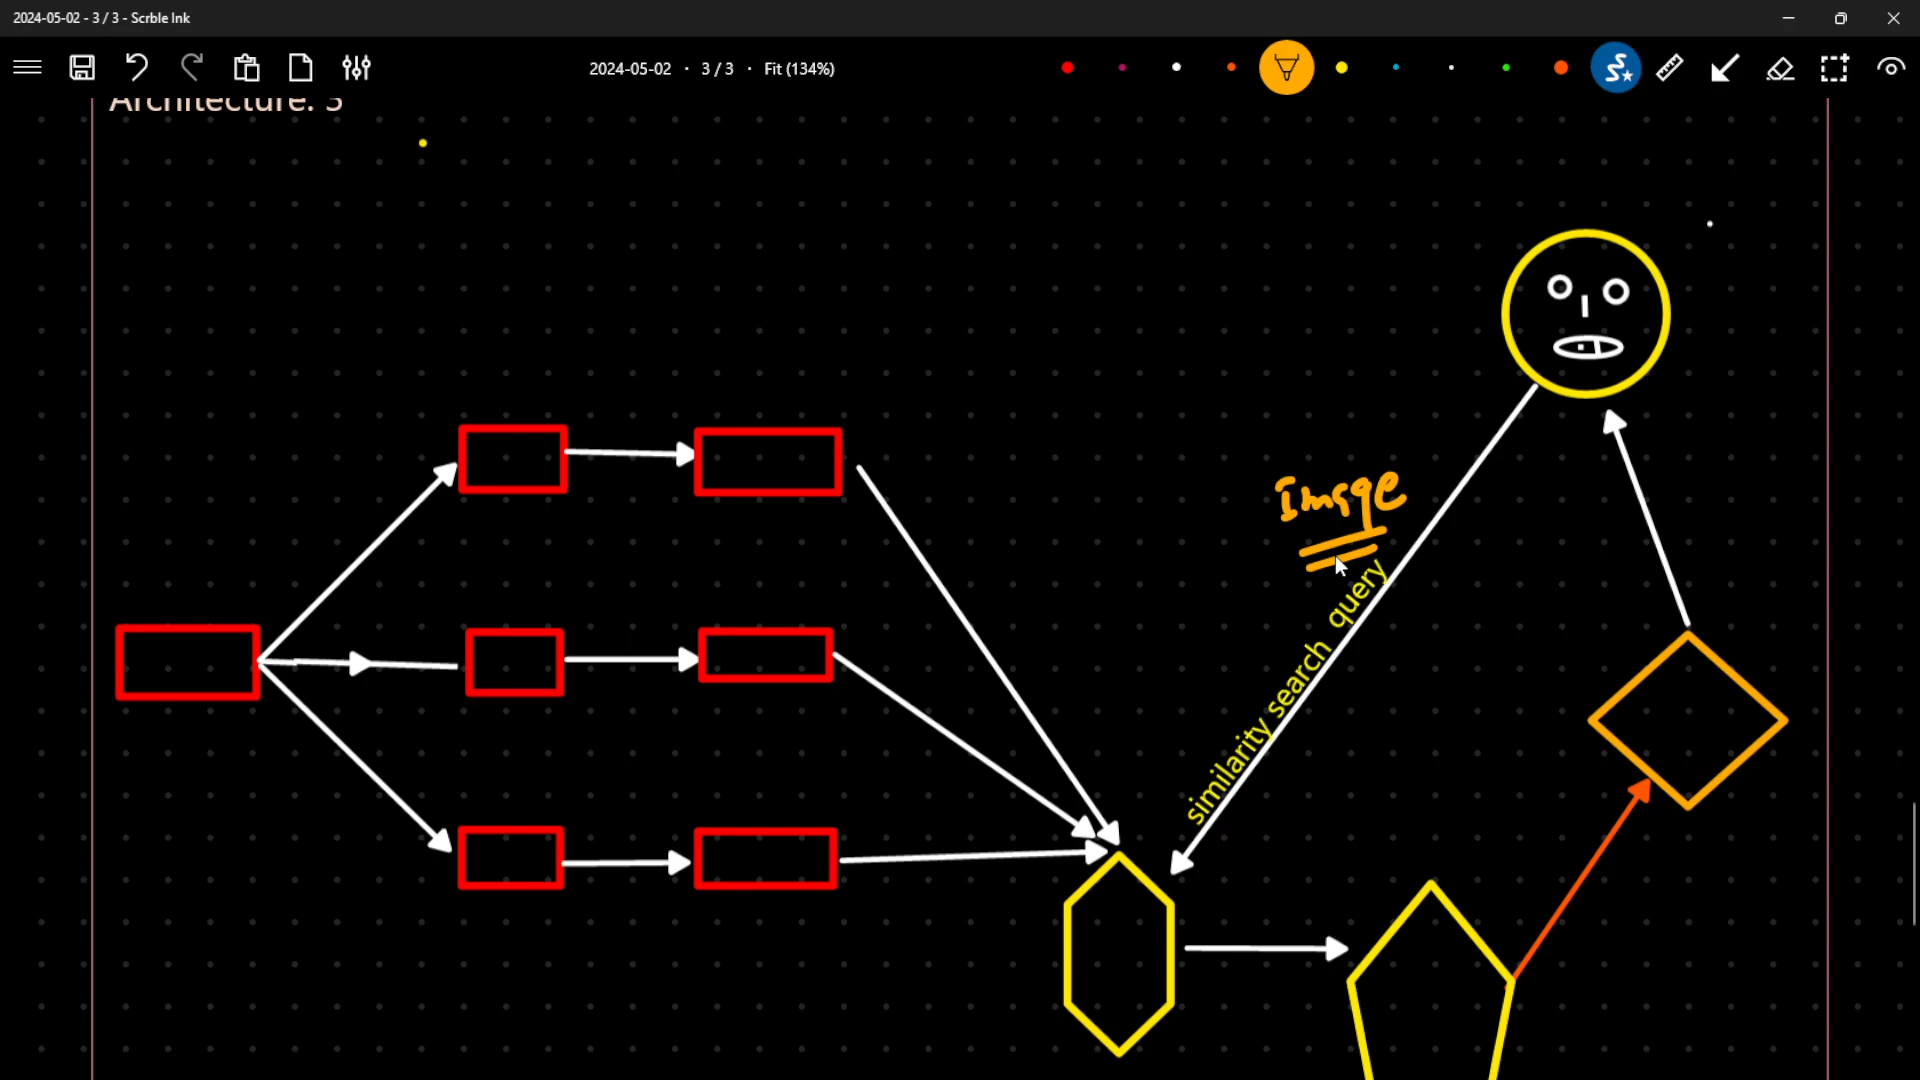 2024-05-02 - 3 / 3 - Scrble Ink
2024-05-02 · 3 / 3 · Fit (134%)
Architecture: 3
Image
similarity search query